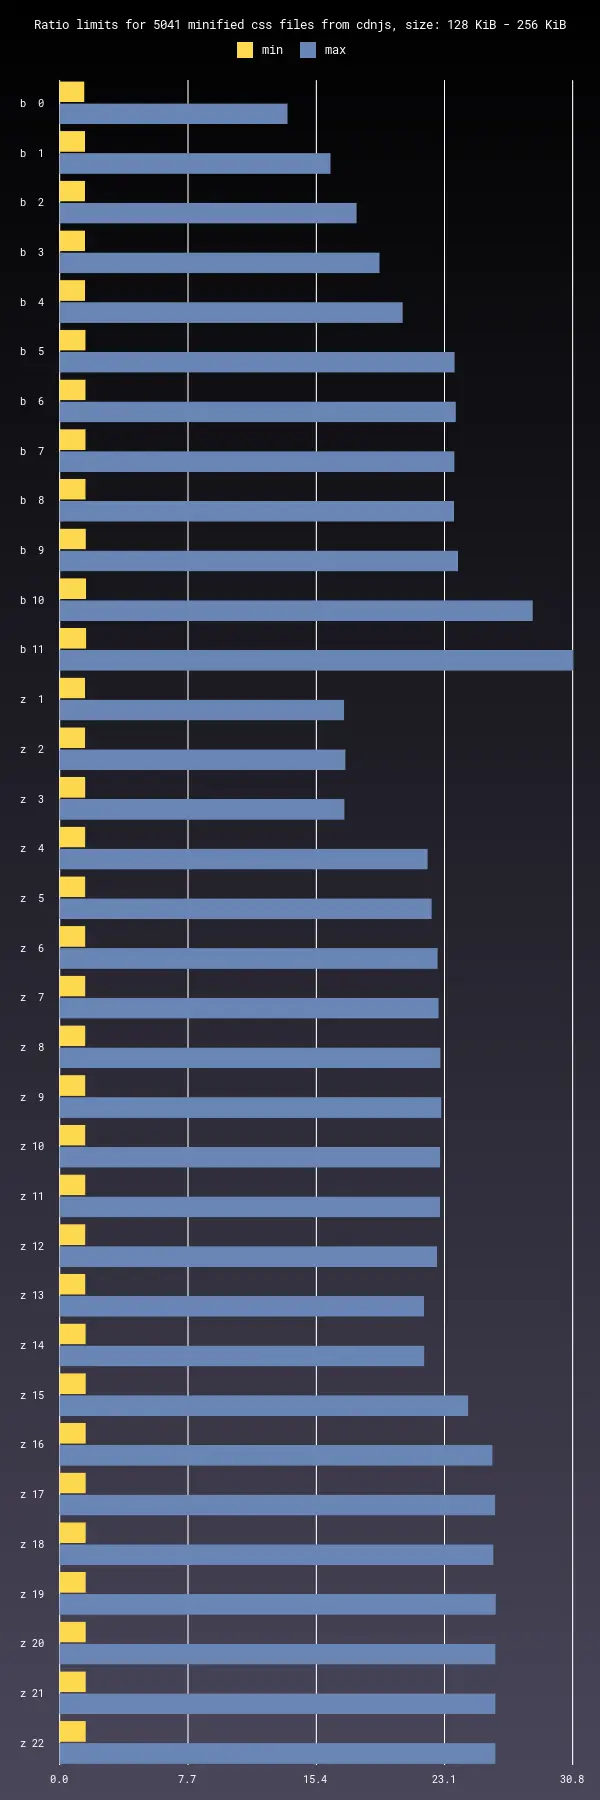 Ratio limits for 5041 minified css files from cdnjs, size: 128 KiB - 256 KiB
min max
b 0
b 1
b 2
b 3
b 4
b 5
b 6
b 7
b 8
b 9
b 10
b 11
z 1
z 2
z 3
z 4
z 5
z 6
z 7
z 8
z 9
z 10
z 11
z 12
z 13
z 14
z 15
z 16
z 17
z 18
z 19
z 20
z 21
z 22
0.0 7.7 15.4 23.1 30.8